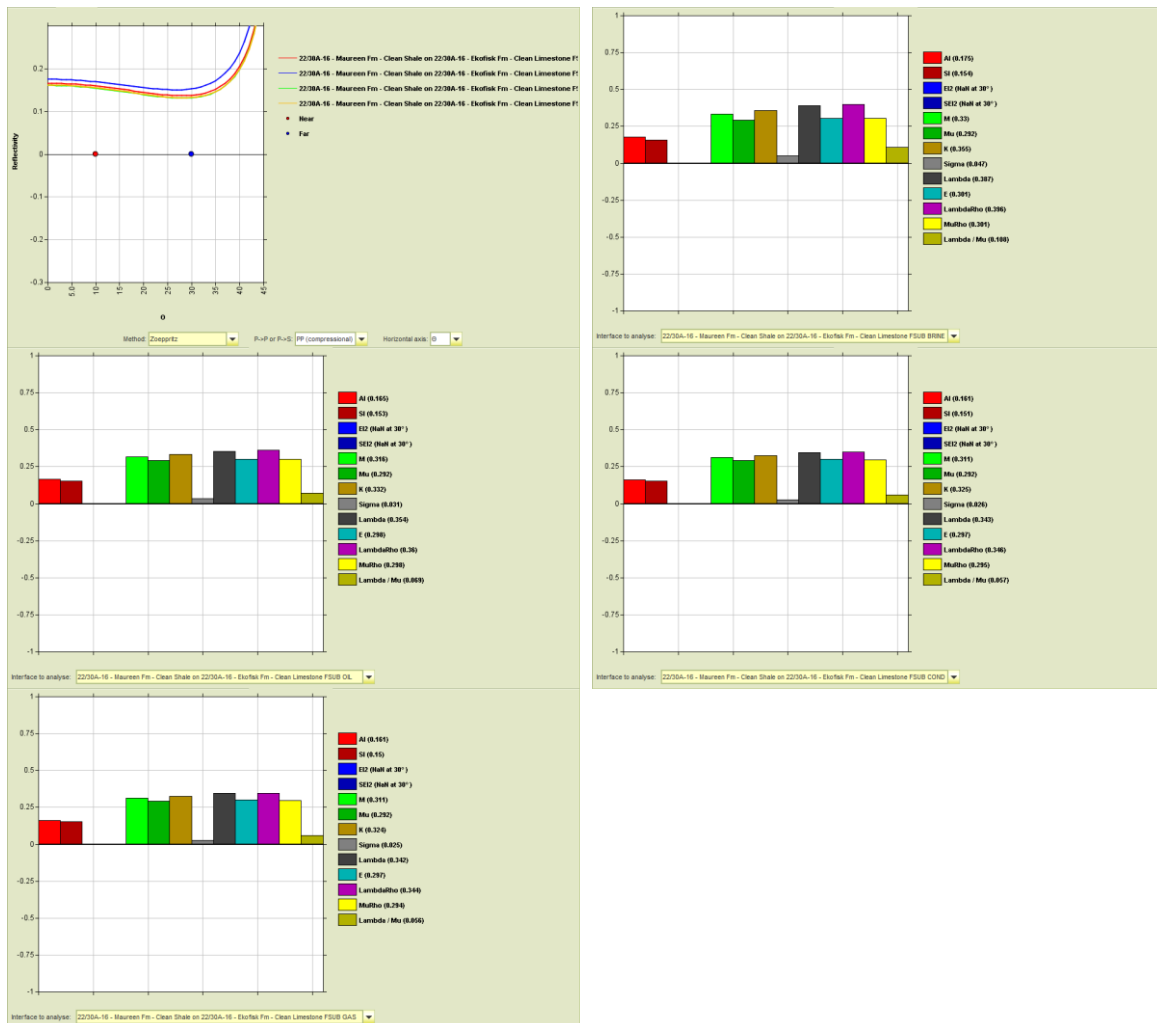 0.2
0.1
0
-0.1
-0.2
-0.3
Reflectivity
0 5.0 10 15 20 25 30 35 40 45
22/30A-16 - Maureen Fm - Clean Shale on 22/30A-16 - Ekofisk Fm - Clean Limestone FS
22/30A-16 - Maureen Fm - Clean Shale on 22/30A-16 - Ekofisk Fm - Clean Limestone FS
22/30A-16 - Maureen Fm - Clean Shale on 22/30A-16 - Ekofisk Fm - Clean Limestone FS
22/30A-16 - Maureen Fm - Clean Shale on 22/30A-16 - Ekofisk Fm - Clean Limestone FS
Near
Far
Method: Zoeppritz P->P or P->S: PP (compressional) Horizontal axis:
1
0.75
0.5
0.25
0
-0.25
-0.5
-0.75
-1
AI (0.175)
SI (0.154)
EI2 (NaN at 30°)
SEI2 (NaN at 30°)
M (0.33)
Mu (0.292)
K (0.355)
Sigma (0.047)
Lambda (0.387)
E (0.301)
LambdaRho (0.396)
MuRho (0.301)
Lambda / Mu (0.108)
Interface to analyse: 22/30A-16 - Maureen Fm - Clean Shale on 22/30A-16 - Ekofisk Fm - Clean Limestone FSUB BRINE
1
0.75
0.5
0.25
0
-0.25
-0.5
-0.75
-1
AI (0.165)
SI (0.153)
EI2 (NaN at 30°)
SEI2 (NaN at 30°)
M (0.316)
Mu (0.292)
K (0.332)
Sigma (0.031)
Lambda (0.354)
E (0.298)
LambdaRho (0.36)
MuRho (0.298)
Lambda / Mu (0.069)
Interface to analyse: 22/30A-16 - Maureen Fm - Clean Shale on 22/30A-16 - Ekofisk Fm - Clean Limestone FSUB OIL
1
0.75
0.5
0.25
0
-0.25
-0.5
-0.75
-1
AI (0.161)
SI (0.151)
EI2 (NaN at 30°)
SEI2 (NaN at 30°)
M (0.311)
Mu (0.292)
K (0.325)
Sigma (0.026)
Lambda (0.343)
E (0.297)
LambdaRho (0.346)
MuRho (0.295)
Lambda / Mu (0.057)
Interface to analyse: 22/30A-16 - Maureen Fm - Clean Shale on 22/30A-16 - Ekofisk Fm - Clean Limestone FSUB COND
1
0.75
0.5
0.25
0
-0.25
-0.5
-0.75
-1
AI (0.161)
SI (0.15)
EI2 (NaN at 30°)
SEI2 (NaN at 30°)
M (0.311)
Mu (0.292)
K (0.324)
Sigma (0.025)
Lambda (0.342)
E (0.297)
LambdaRho (0.344)
MuRho (0.294)
Lambda / Mu (0.056)
Interface to analyse: 22/30A-16 - Maureen Fm - Clean Shale on 22/30A-16 - Ekofisk Fm - Clean Limestone FSUB GAS